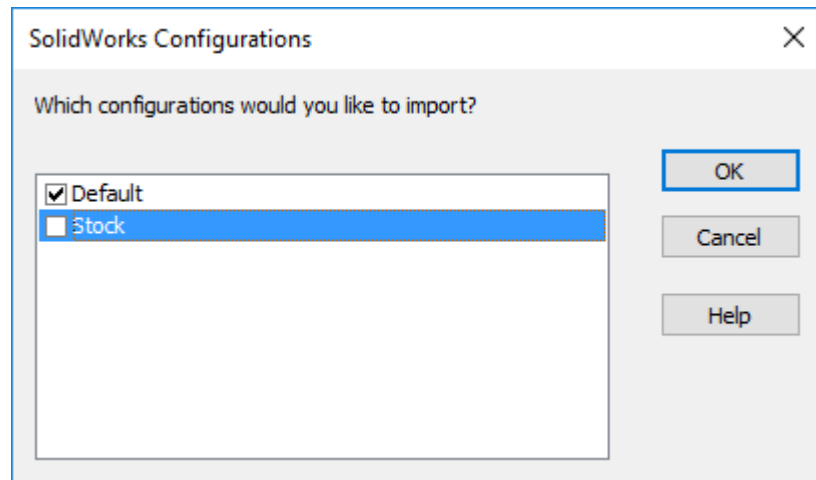 SolidWorks Configurations
Which configurations would you like to import?
Default
Stock
OK
Cancel
Help